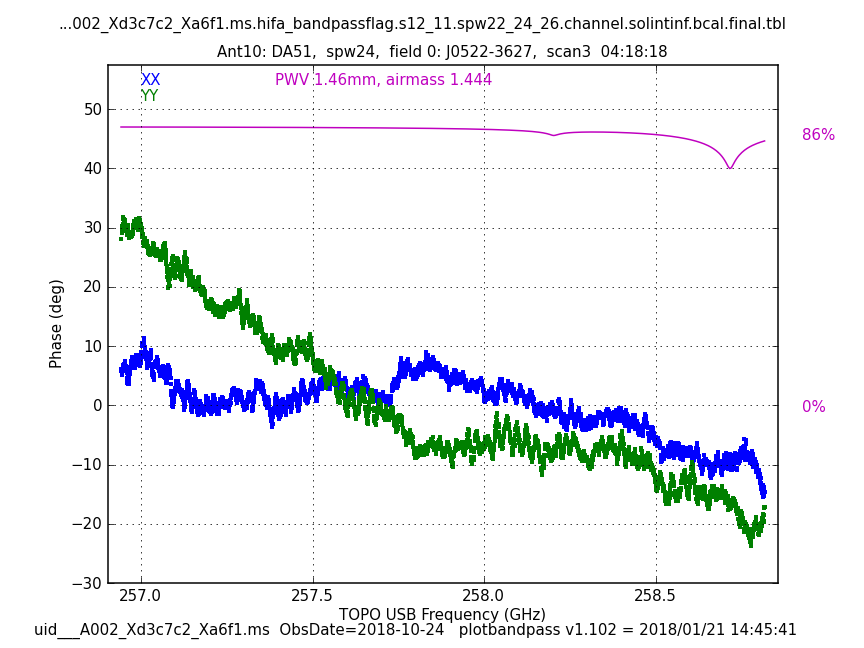 ...002_Xd3c7c2_Xa6f1.ms.hifa_bandpassflag.s12_11.spw22_24_26.channel.solintinf.bcal.final.tbl
Ant10: DA51,  spw24,  field 0: J0522-3627,  scan3  04:18:18
XX
PWV 1.46mm, airmass 1.444
YY
86%
0%
Phase (deg)
50
40
30
20
10
0
−10
−20
−30
257.0 257.5 258.0 258.5
TOPO USB Frequency (GHz)
uid___A002_Xd3c7c2_Xa6f1.ms  ObsDate=2018-10-24   plotbandpass v1.102 = 2018/01/21 14:45:41